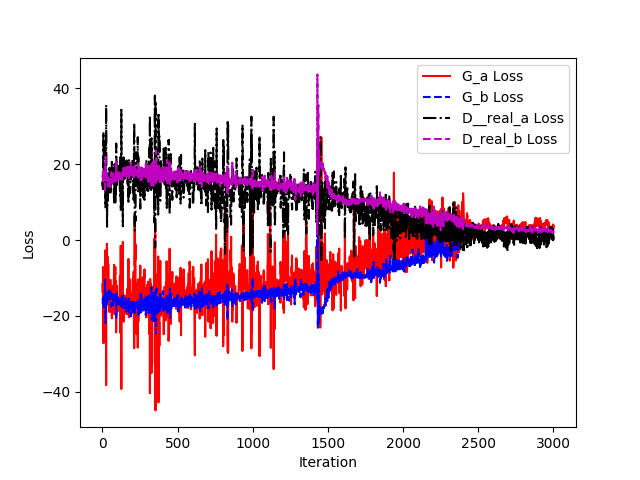 40
20
0
−20
−40
Loss
0
500
1000
1500
2000
2500
3000
Iteration
G_a Loss
G_b Loss
D__real_a Loss
D_real_b Loss